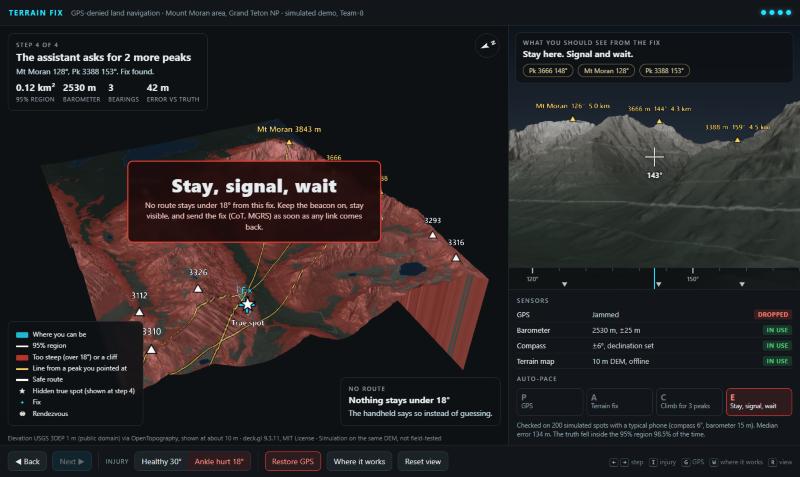 TERRAIN FIX GPS-denied land navigation · Mount Moran area, Grand Teton NP · simulated demo, Team-8
STEP 4 OF 4
The assistant asks for 2 more peaks
Mt Moran 128°, Pk 3388 153°. Fix found.
0.12 km² 2530 m 3 42 m
95% REGION BAROMETER BEARINGS ERROR VS TRUTH
Mt Moran 3843 m
3666
88
Stay, signal, wait
No route stays under 18° from this fix. Keep the beacon on, stay
visible, and send the fix (CoT, MGRS) as soon as any link comes
back.
3293
3316
3326
3112
3310
Fix
True spot
Where you can be
95% region
Too steep (over 18°) or a cliff
Line from a peak you pointed at
Safe route
Hidden true spot (shown at step 4)
Fix
Rendezvous
NO ROUTE
Nothing stays under 18°
The handheld says so instead of guessing.
Elevation USGS 3DEP 1 m (public domain) via OpenTopography, shown at about 10 m · deck.gl 9.3.11, MIT License · Simulation on the same DEM, not field-tested
WHAT YOU SHOULD SEE FROM THE FIX
Stay here. Signal and wait.
Pk 3666 148° Mt Moran 128° Pk 3388 153°
Mt Moran 126° 5.0 km
3666 m 144° 4.3 km
3388 m 159° 4.5 km
143°
120° 150°
SENSORS
GPS Jammed DROPPED
Barometer 2530 m, ±25 m IN USE
Compass ±6°, declination set IN USE
Terrain map 10 m DEM, offline IN USE
AUTO-PACE
P A C E
GPS Terrain fix Climb for 3 peaks Stay, signal, wait
Checked on 200 simulated spots with a typical phone (compass 6°, barometer 15 m). Median
error 134 m. The truth fell inside the 95% region 98.5% of the time.
◀ Back Next ▶ INJURY Healthy 30° Ankle hurt 18° Restore GPS Where it works Reset view
← → step I injury G GPS W where it works R view